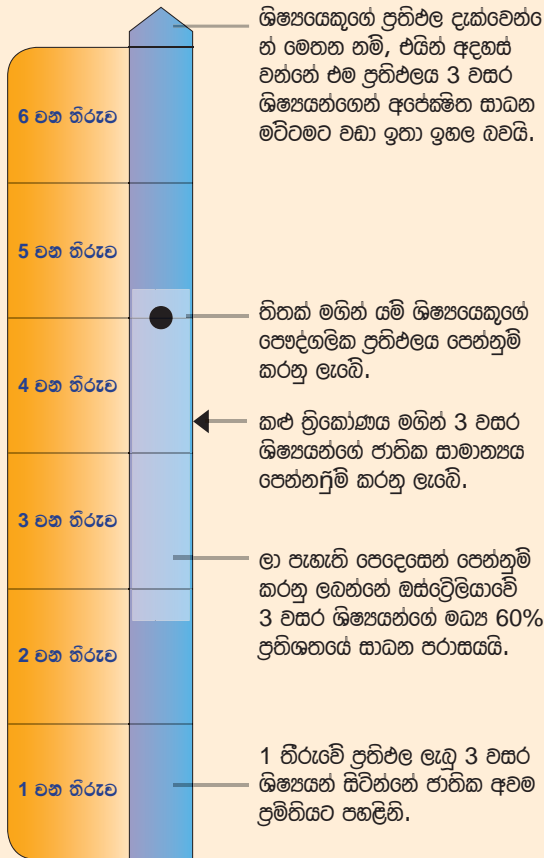 ශිෂ්‍යයෙකුගේ ප්‍රතිඵල දැක්වෙන්නේ
න් මෙතන නම්, එයින් අදහස්
වන්නේ එම ප්‍රතිඵලය 3 වසර
ශිෂ්‍යයන්ගෙන් අපේක්‍ෂිත සාධන
මට්ටමට වඩා ඉතා ඉහල බවයි.
6 වන තීරුව
5 වන තීරුව
තිතක් මගින් යම් ශිෂ්‍යයෙකුගේ
පෞද්ගලික ප්‍රතිඵලය පෙන්නුම්
කරනු ලැබේ.
4 වන තීරුව
කළු ත්‍රිකෝණය මගින් 3 වසර
ශිෂ්‍යයන්ගේ ජාතික සාමාන්‍යය
පෙන්නුම් කරනු ලැබේ.
3 වන තීරුව
ලා පැහැති පෙදෙසෙන් පෙන්නුම්
කරනු ලබන්නේ ඔස්ට්‍රේලියාවේ
3 වසර ශිෂ්‍යයන්ගේ මධ්‍ය 60%
ප්‍රතිශතයේ සාධන පරාසයයි.
2 වන තීරුව
1 තීරුවේ ප්‍රතිඵල ලැබූ 3 වසර
ශිෂ්‍යයන් සිටින්නේ ජාතික අවම
ප්‍රමිතියට පහළිනි.
1 වන තීරුව